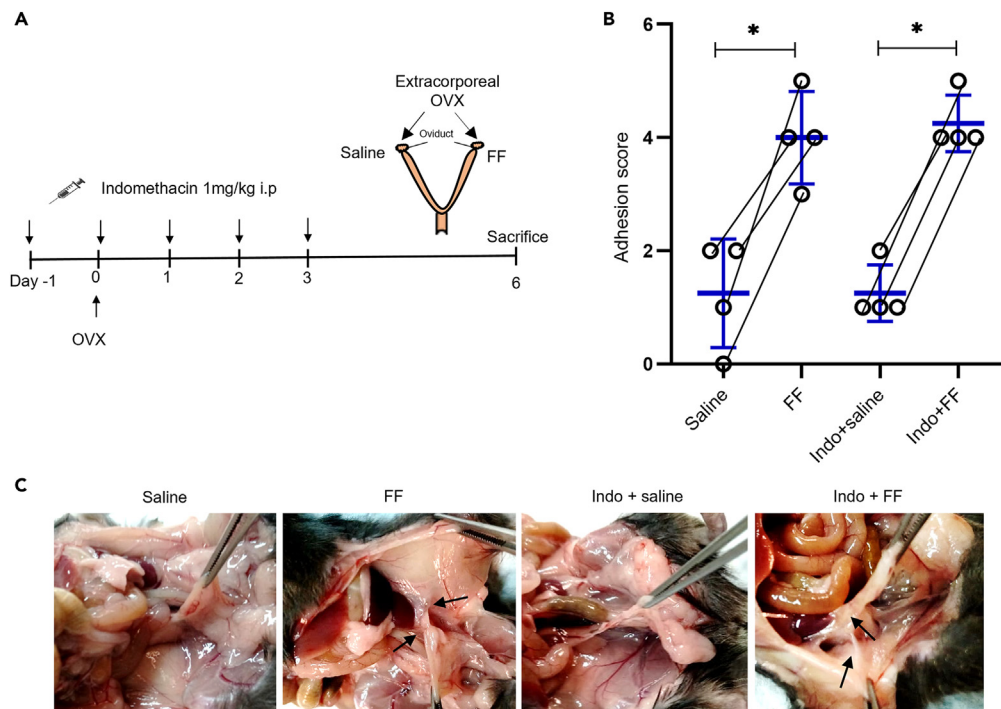 A
Extracorporeal
OVX
Oviduct
Saline
FF
Indomethacin 1mg/kg i.p
Sacrifice
Day -1
0
1
2
3
6
OVX
B
Adhesion score
6
4
2
0
*
*
Saline
FF
Indo+saline
Indo+FF
C
Saline
FF
Indo + saline
Indo + FF